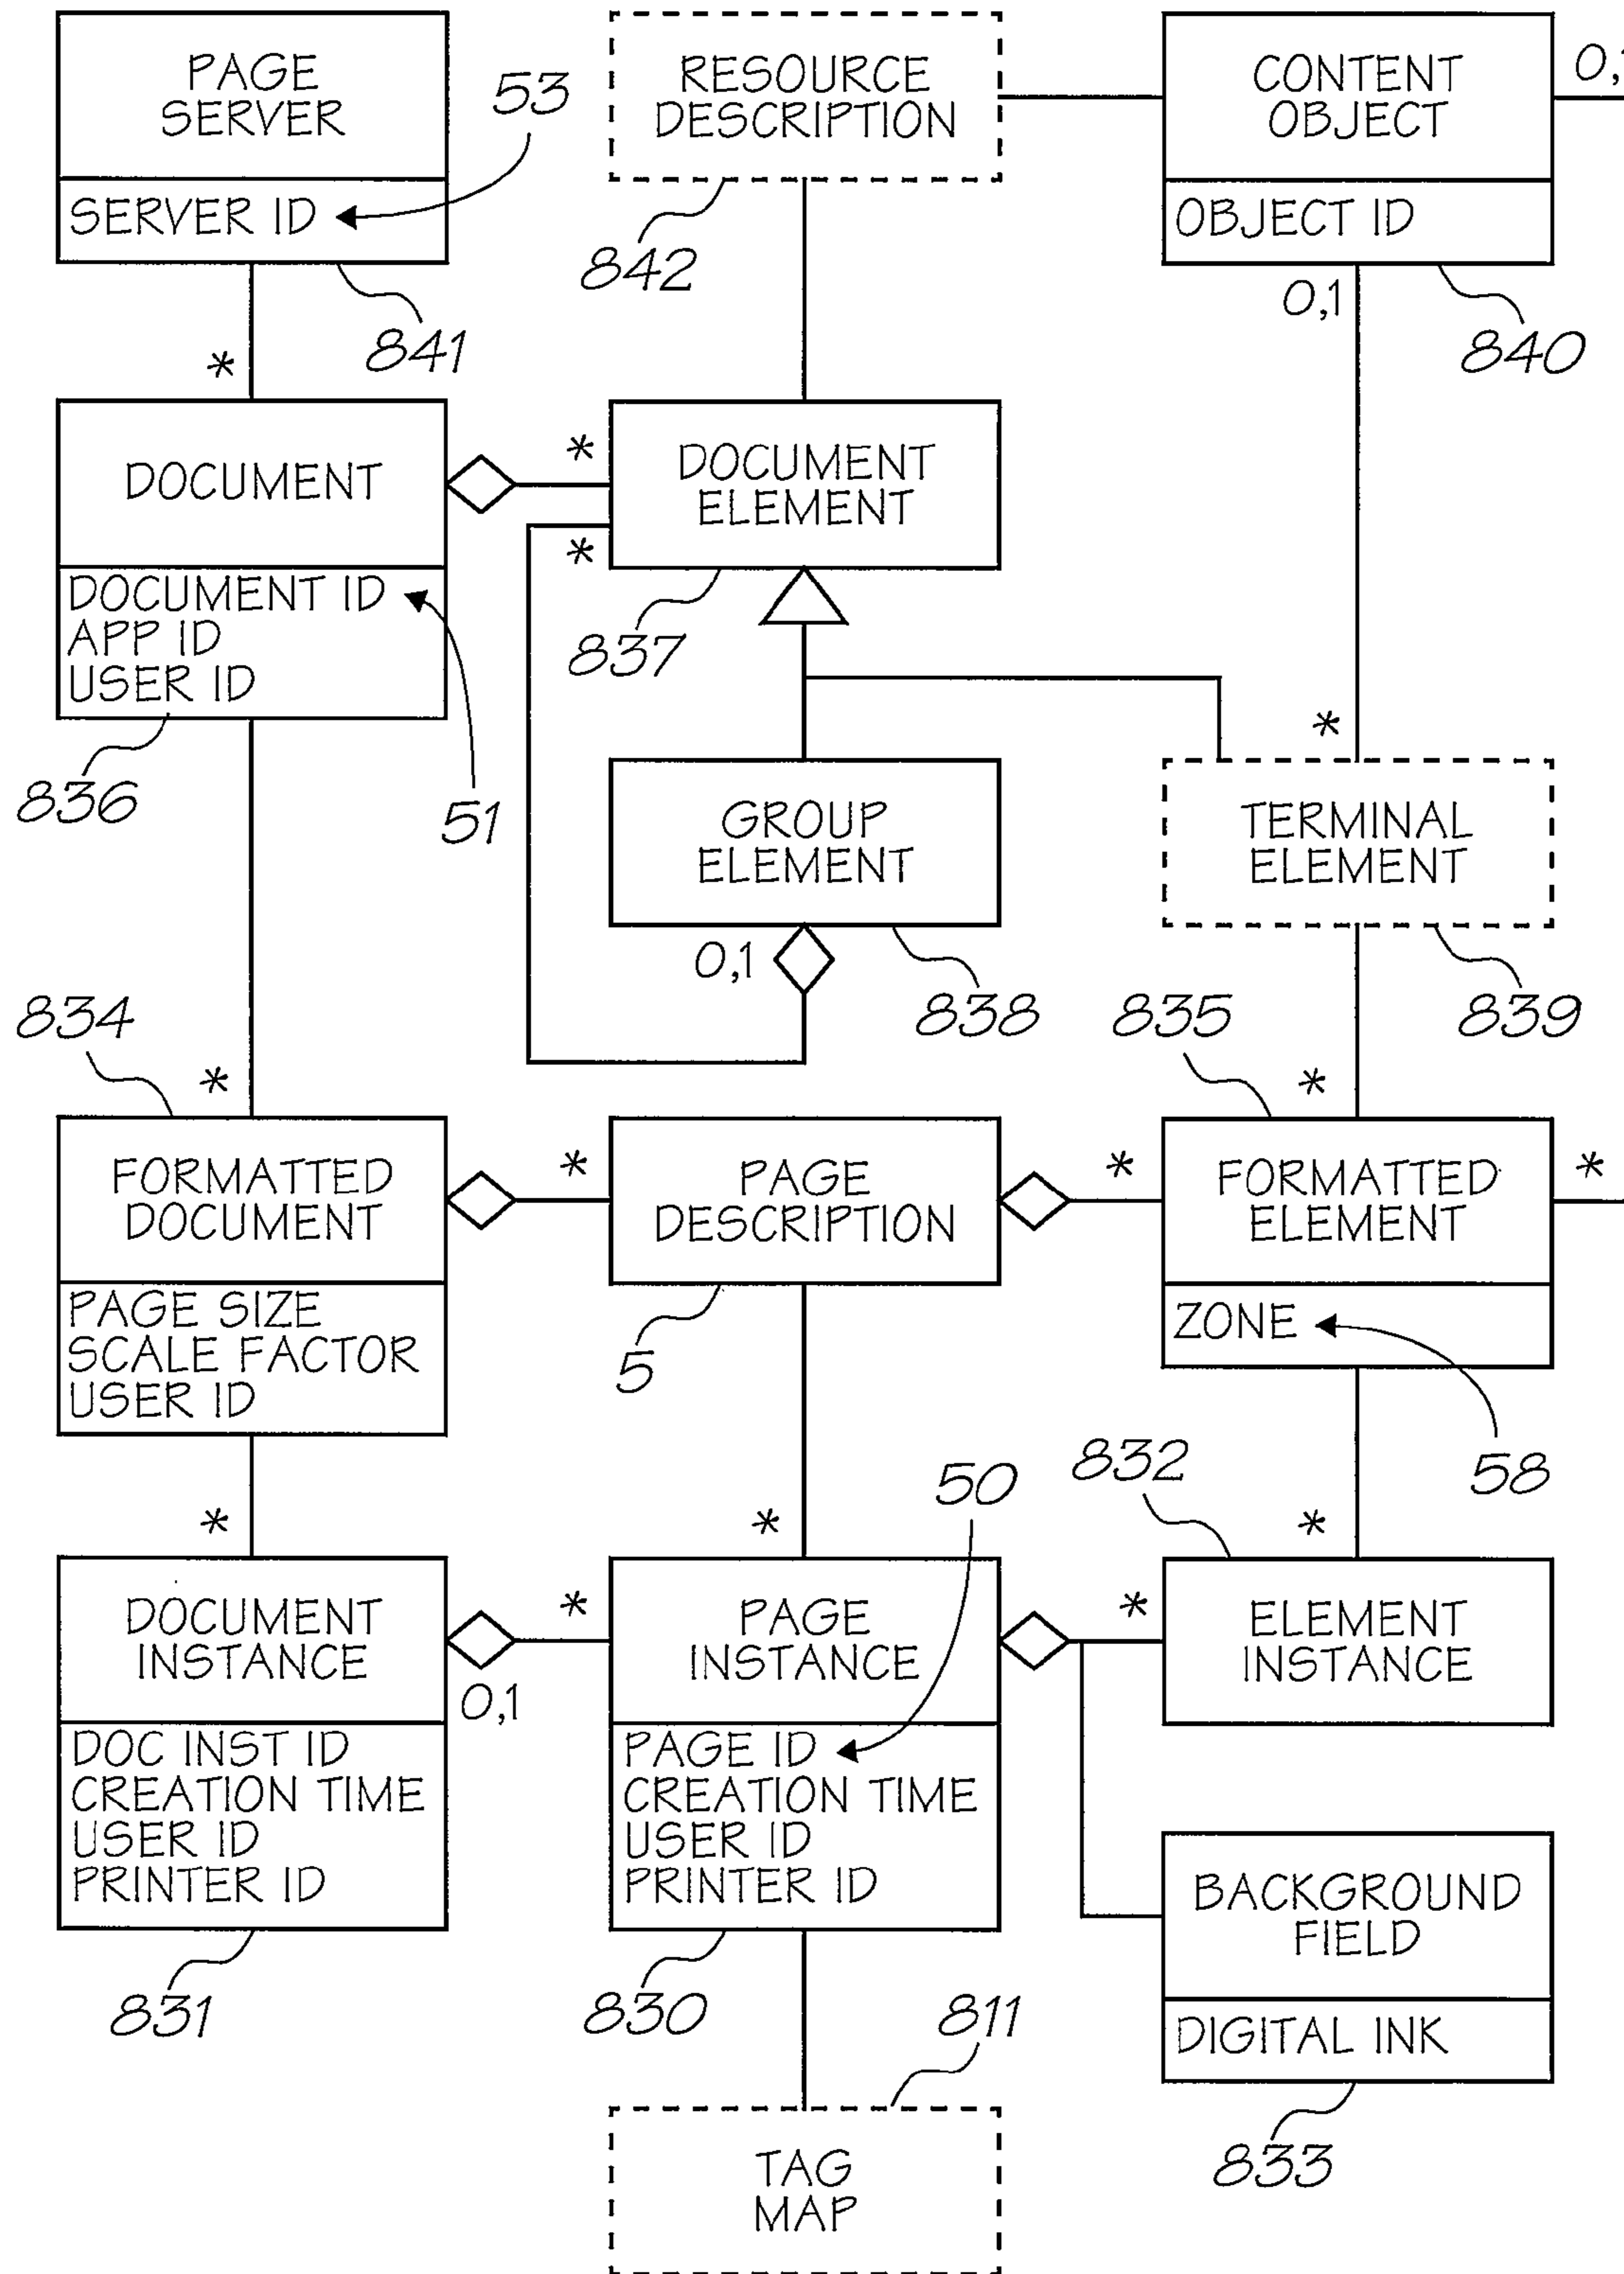 PAGE
SERVER
SERVER ID
53
841
RESOURCE
DESCRIPTION
842
CONTENT
OBJECT
OBJECT ID
0,
0,1
840
*
DOCUMENT
DOCUMENT ID
APP ID
USER ID
836
51
*
*
DOCUMENT
ELEMENT
837
GROUP
ELEMENT
0,1
838
*
TERMINAL
ELEMENT
839
834
*
FORMATTED
DOCUMENT
PAGE SIZE
SCALE FACTOR
USER ID
*
PAGE
DESCRIPTION
5
835
*
*
FORMATTED
ELEMENT
*
ZONE
58
*
DOCUMENT
INSTANCE
0,1
DOC INST ID
CREATION TIME
USER ID
PRINTER ID
831
*
*
50
PAGE
INSTANCE
PAGE ID
CREATION TIME
USER ID
PRINTER ID
830
832
*
*
ELEMENT
INSTANCE
BACKGROUND
FIELD
DIGITAL INK
833
811
TAG
MAP